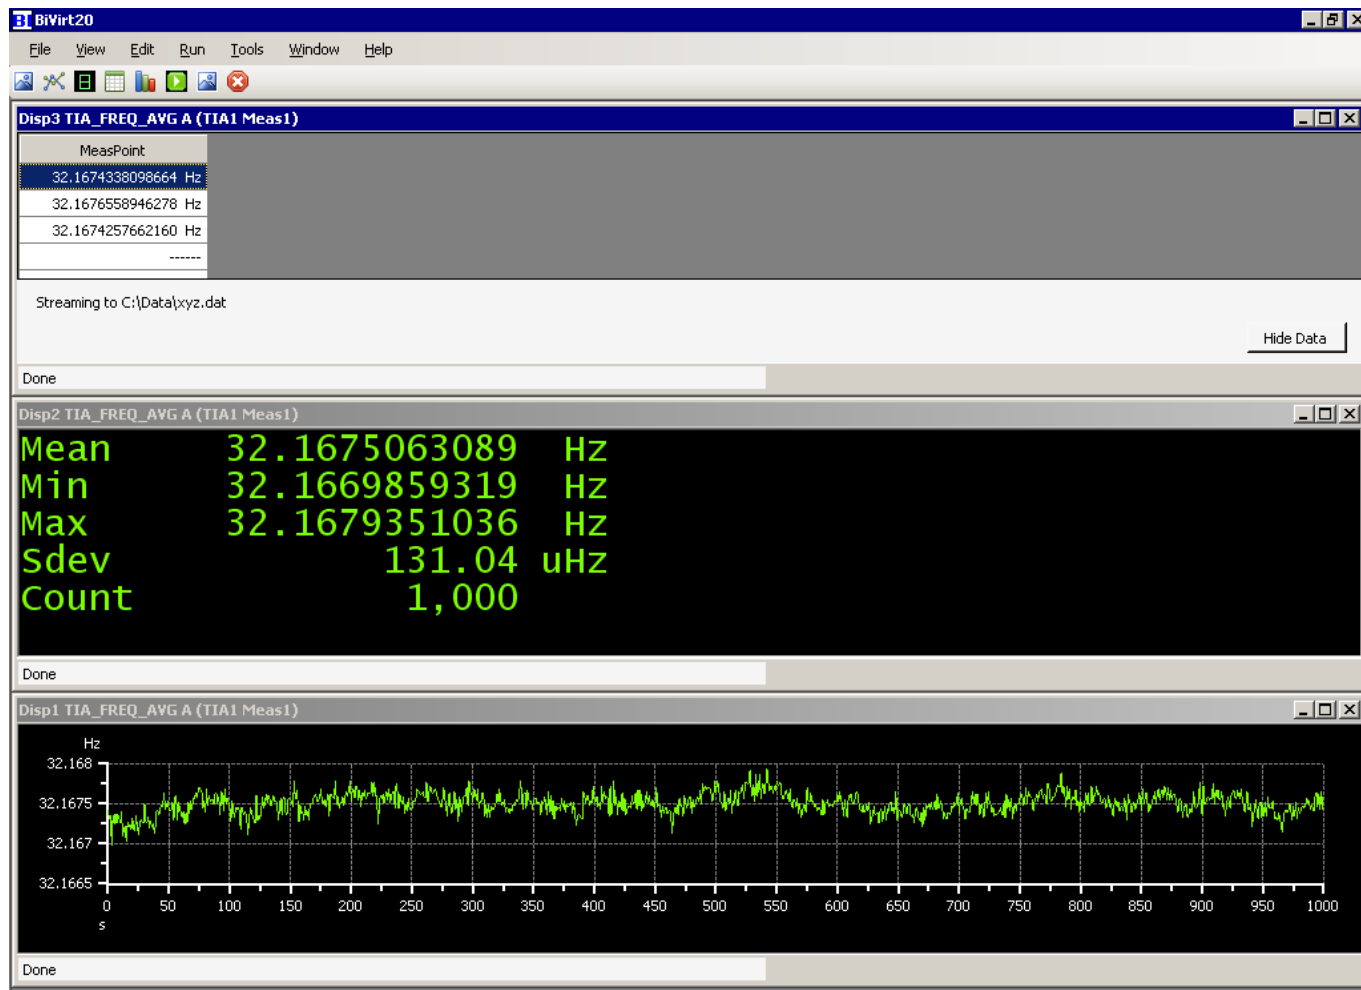 BI BiVirt20
File View Edit Run Tools Window Help
Disp3 TIA_FREQ_AVG A (TIA1 Meas1)
MeasPoint
32.1674338098664 Hz
32.1676558946278 Hz
32.1674257662160 Hz
------
Streaming to C:\Data\xyz.dat
Hide Data
Done
Disp2 TIA_FREQ_AVG A (TIA1 Meas1)
Mean 32.1675063089 Hz
Min 32.1669859319 Hz
Max 32.1679351036 Hz
Sdev 131.04 uHz
Count 1,000
Done
Disp1 TIA_FREQ_AVG A (TIA1 Meas1)
Hz
32.168
32.1675
32.167
32.1665
0 50 100 150 200 250 300 350 400 450 500 550 600 650 700 750 800 850 900 950 1000
s
Done